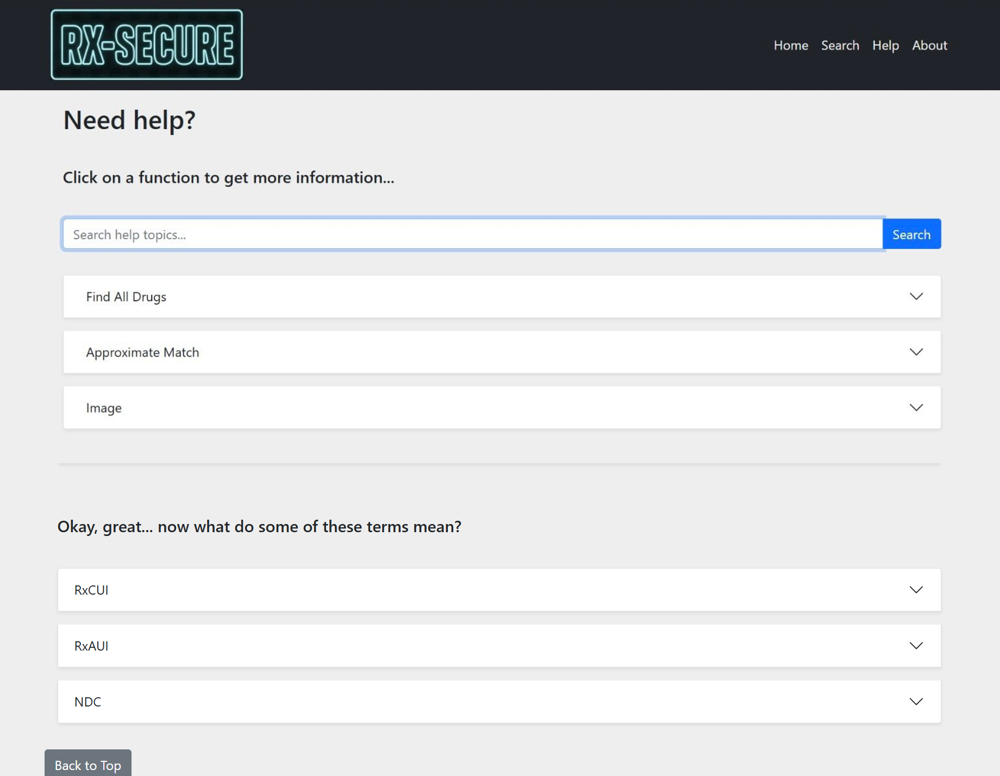 RX-SECURE
Home Search Help About
Need help?
Click on a function to get more information...
Search help topics...
Search
Find All Drugs
Approximate Match
Image
Okay, great... now what do some of these terms mean?
RxCUI
RxAUI
NDC
Back to Top